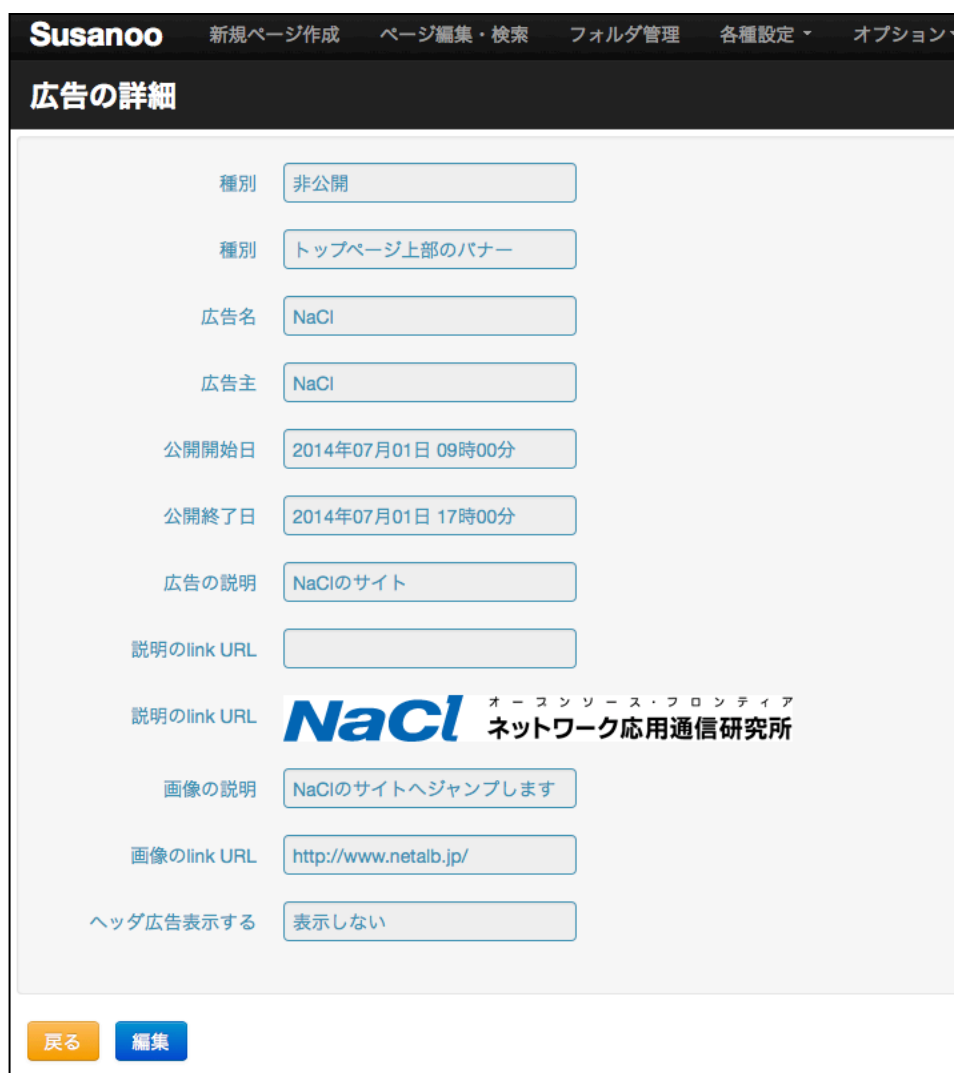 Susanoo 新規ページ作成 ページ編集・検索 フォルダ管理 各種設定 オプション
広告の詳細
種別 非公開
種別 トップページ上部のバナー
広告名 NaCl
広告主 NaCl
公開開始日 2014年07月01日 09時00分
公開終了日 2014年07月01日 17時00分
広告の説明 NaClのサイト
説明のlink URL
オープンソース・フロンティア
説明のlink URL NaCl ネットワーク応用通信研究所
画像の説明 NaClのサイトへジャンプします
画像のlink URL http://www.netalb.jp/
ヘッダ広告表示する 表示しない
戻る 編集